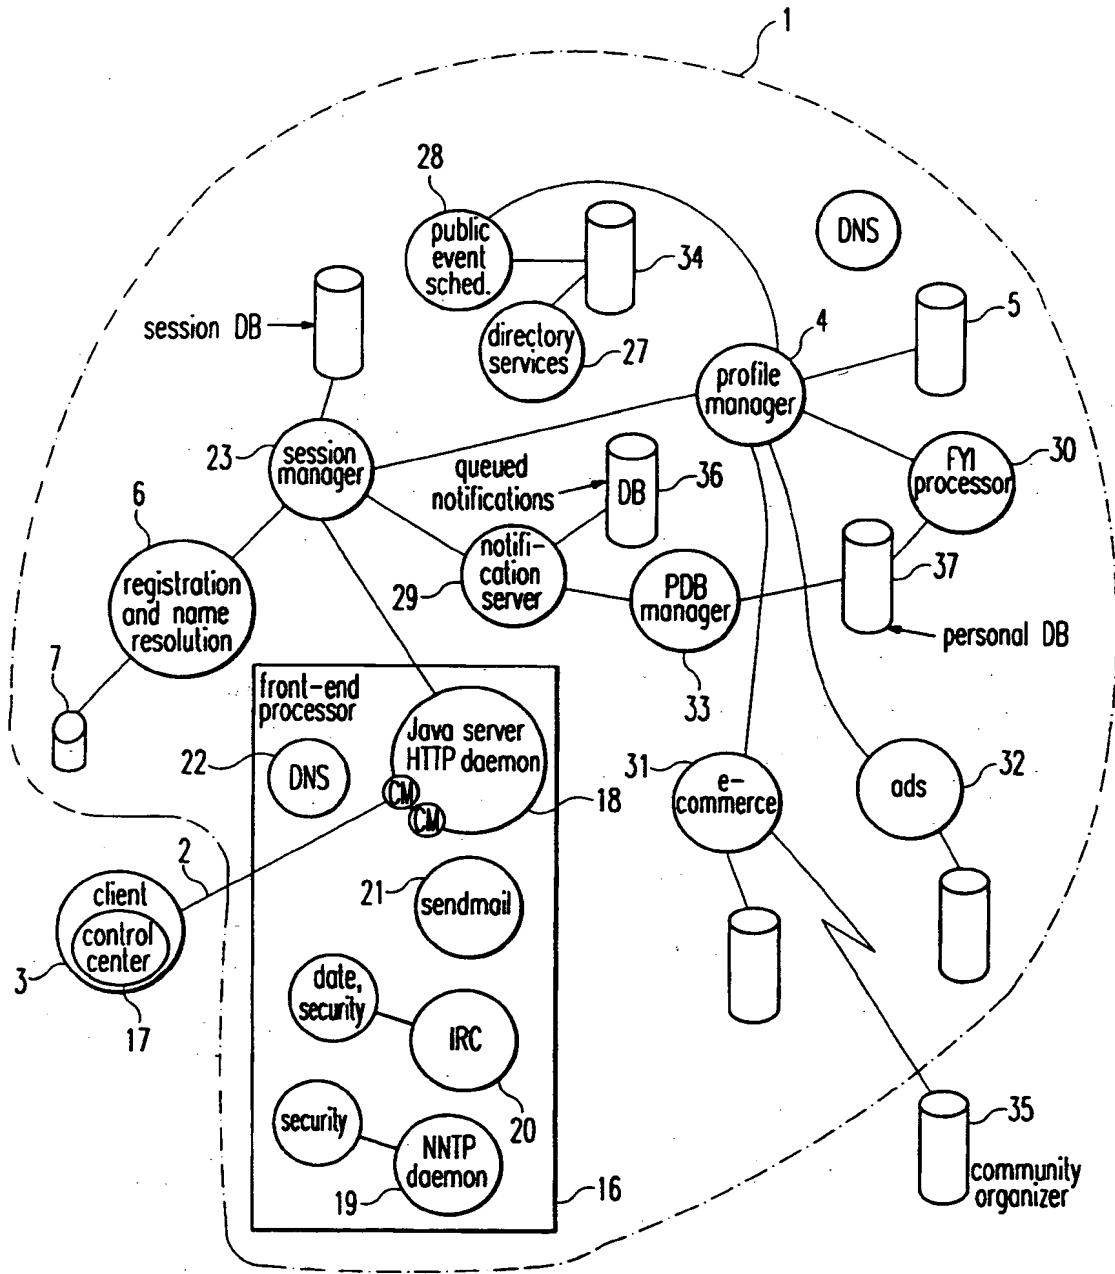 1
28
public
event
sched.
34
DNS
session DB
directory
services
27
4
5
profile
manager
23
session
manager
queued
notifications
DB
36
FYI
processor
30
6
registration
and name
resolution
notifi-
cation
server
29
PDB
manager
33
37
personal DB
7
front-end
processor
Java server
HTTP daemon
22
DNS
CM
CM
18
31
e-
commerce
ads
32
2
client
control
center
3
17
21
sendmail
date,
security
IRC
20
security
NNTP
daemon
19
16
35
community
organizer